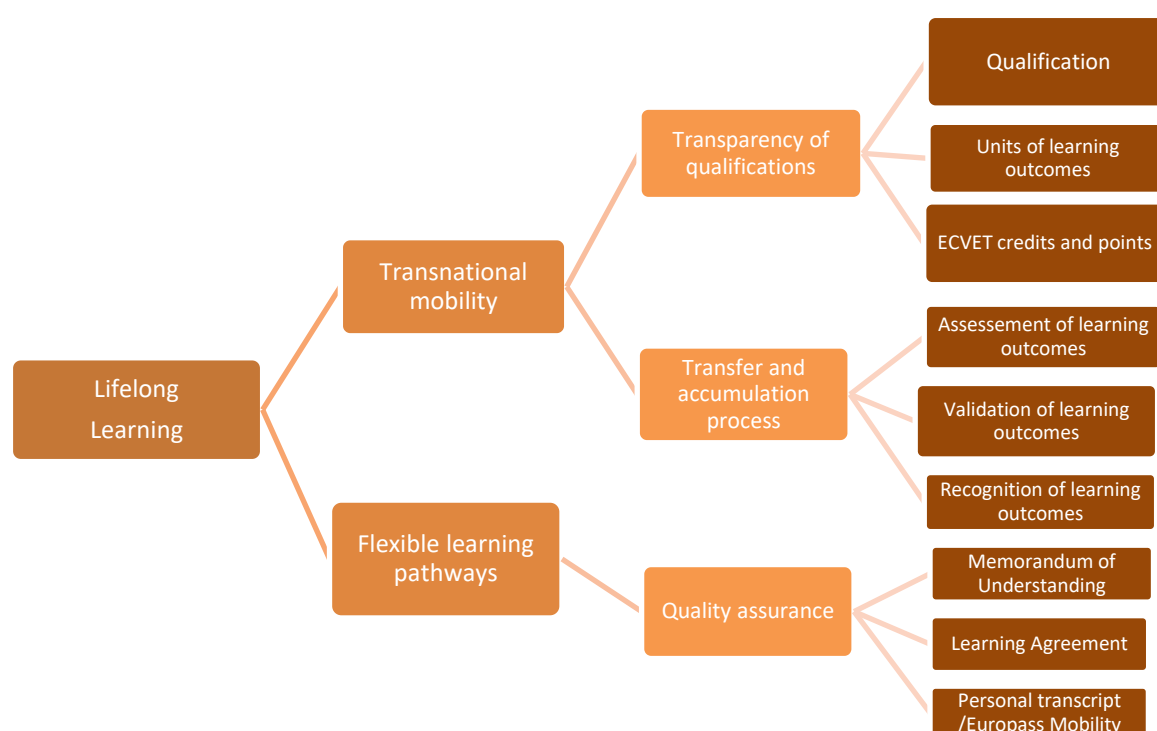 Lifelong
Learning
Transnational
mobility
Flexible learning
pathways
Transparency of
qualifications
Transfer and
accumulation
process
Quality assurance
Qualification
Units of learning
outcomes
ECVET credits and points
Assessement of learning
outcomes
Validation of learning
outcomes
Recognition of learning
outcomes
Memorandum of
Understanding
Learning Agreement
Personal transcript
/Europass Mobility